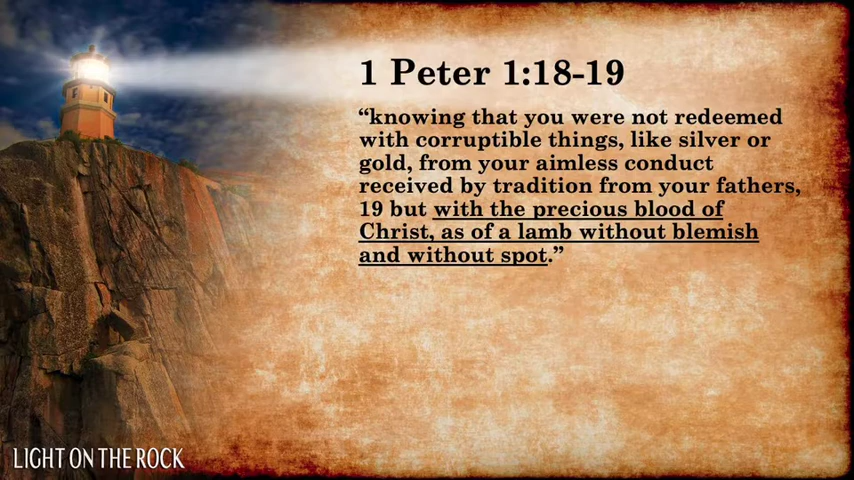 1 Peter 1:18-19
“knowing that you were not redeemed
with corruptible things, like silver or
gold, from your aimless conduct
received by tradition from your fathers,
19 but with the precious blood of
Christ, as of a lamb without blemish
and without spot.”
LIGHT ON THE ROCK